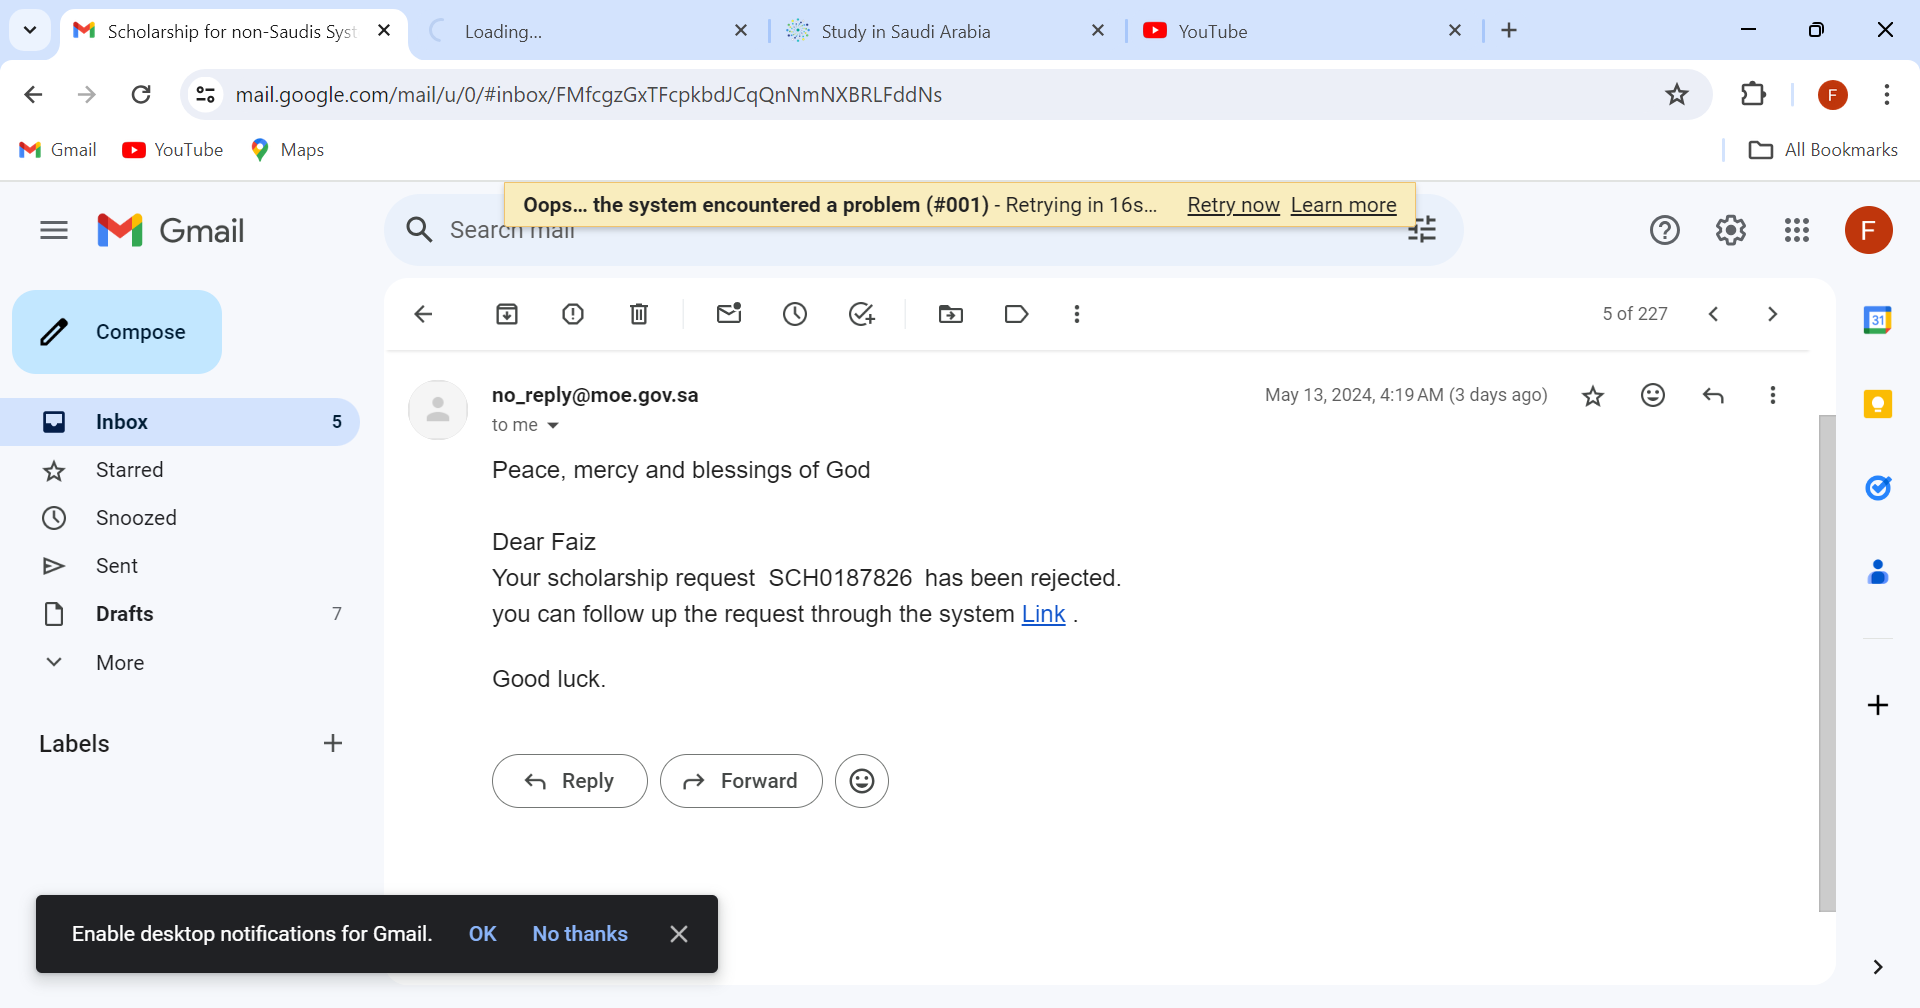 Scholarship for non-Saudis Syst
Loading...
Study in Saudi Arabia
YouTube
mail.google.com/mail/u/0/#inbox/FMfcgzGxTFcpkbdJCqQnNmNXBRLFddNs
F
Gmail
YouTube
Maps
All Bookmarks
Oops... the system encountered a problem (#001) - Retrying in 16s... Retry now Learn more
Gmail
Search mail
F
Compose
5 of 227
31
no_reply@moe.gov.sa
May 13, 2024, 4:19 AM (3 days ago)
to me
Inbox 5
Starred
Snoozed
Sent
Drafts 7
More
Labels
Peace, mercy and blessings of God
Dear Faiz
Your scholarship request SCH0187826 has been rejected.
you can follow up the request through the system Link .
Good luck.
Reply
Forward
Enable desktop notifications for Gmail. OK No thanks